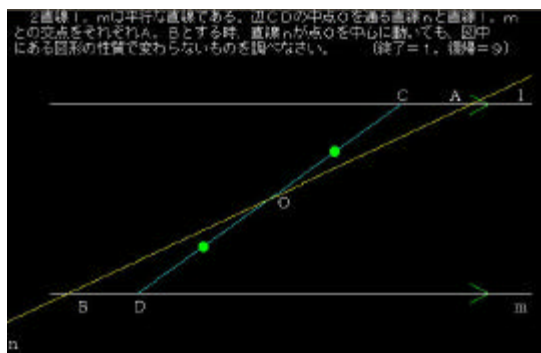 2直線l，mは平行な直線である。辺CDの中点Oを通る直線nと直線l，m
との交点をそれぞれA，Bとする時，直線nが点Oを中心に動いても，図中
にある図形の性質で変わらないものを調べなさい。　（終了＝1，復帰＝9）
C A l
O
B D m
n